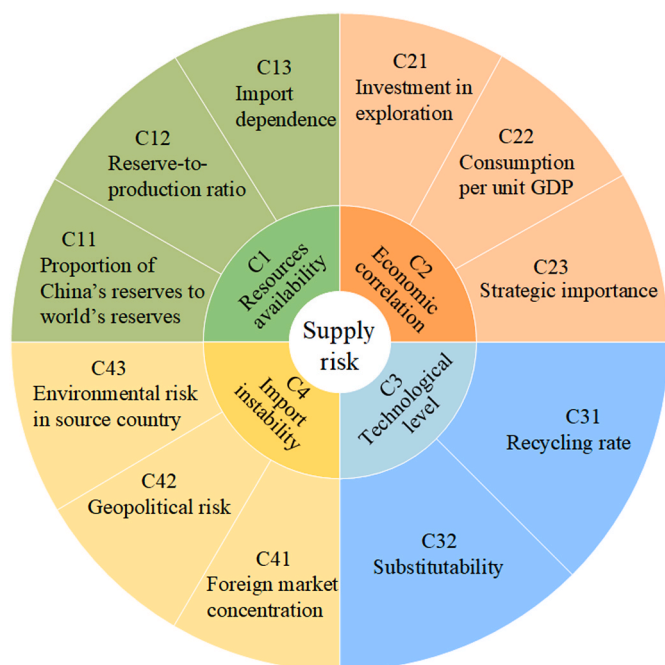 C11
Proportion of
China's reserves to
world's reserves
C12
Reserve-to-
production ratio
C13
Import
dependence
C21
Investment in
exploration
C22
Consumption
per unit GDP
C23
Strategic importance
C1
Resources
availability
C2
Economic
correlation
Supply
risk
C4
Import
instability
C3
Technological
level
C43
Environmental risk
in source country
C42
Geopolitical risk
C41
Foreign market
concentration
C31
Recycling rate
C32
Substitutability